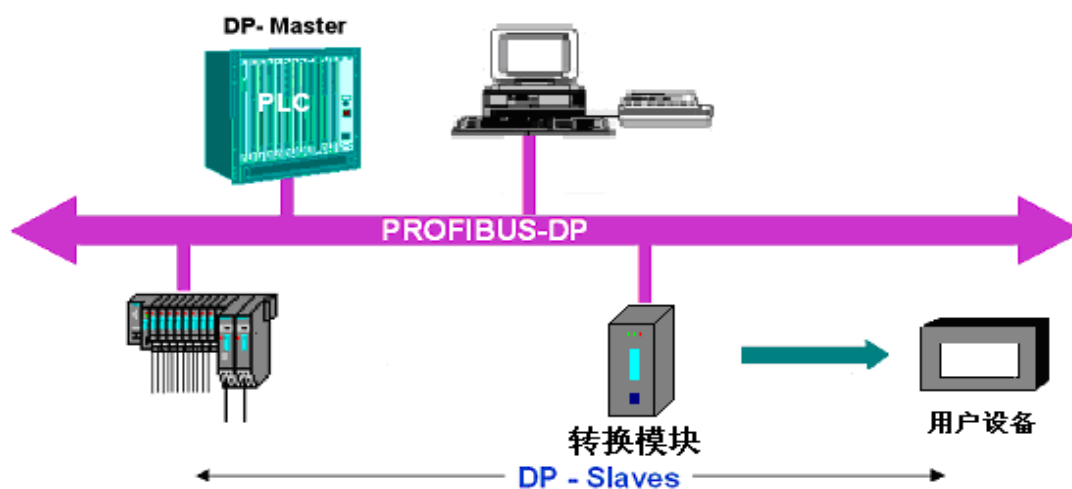 DP- Master
PLC
PROFIBUS-DP
转换模块
用户设备
DP - Slaves